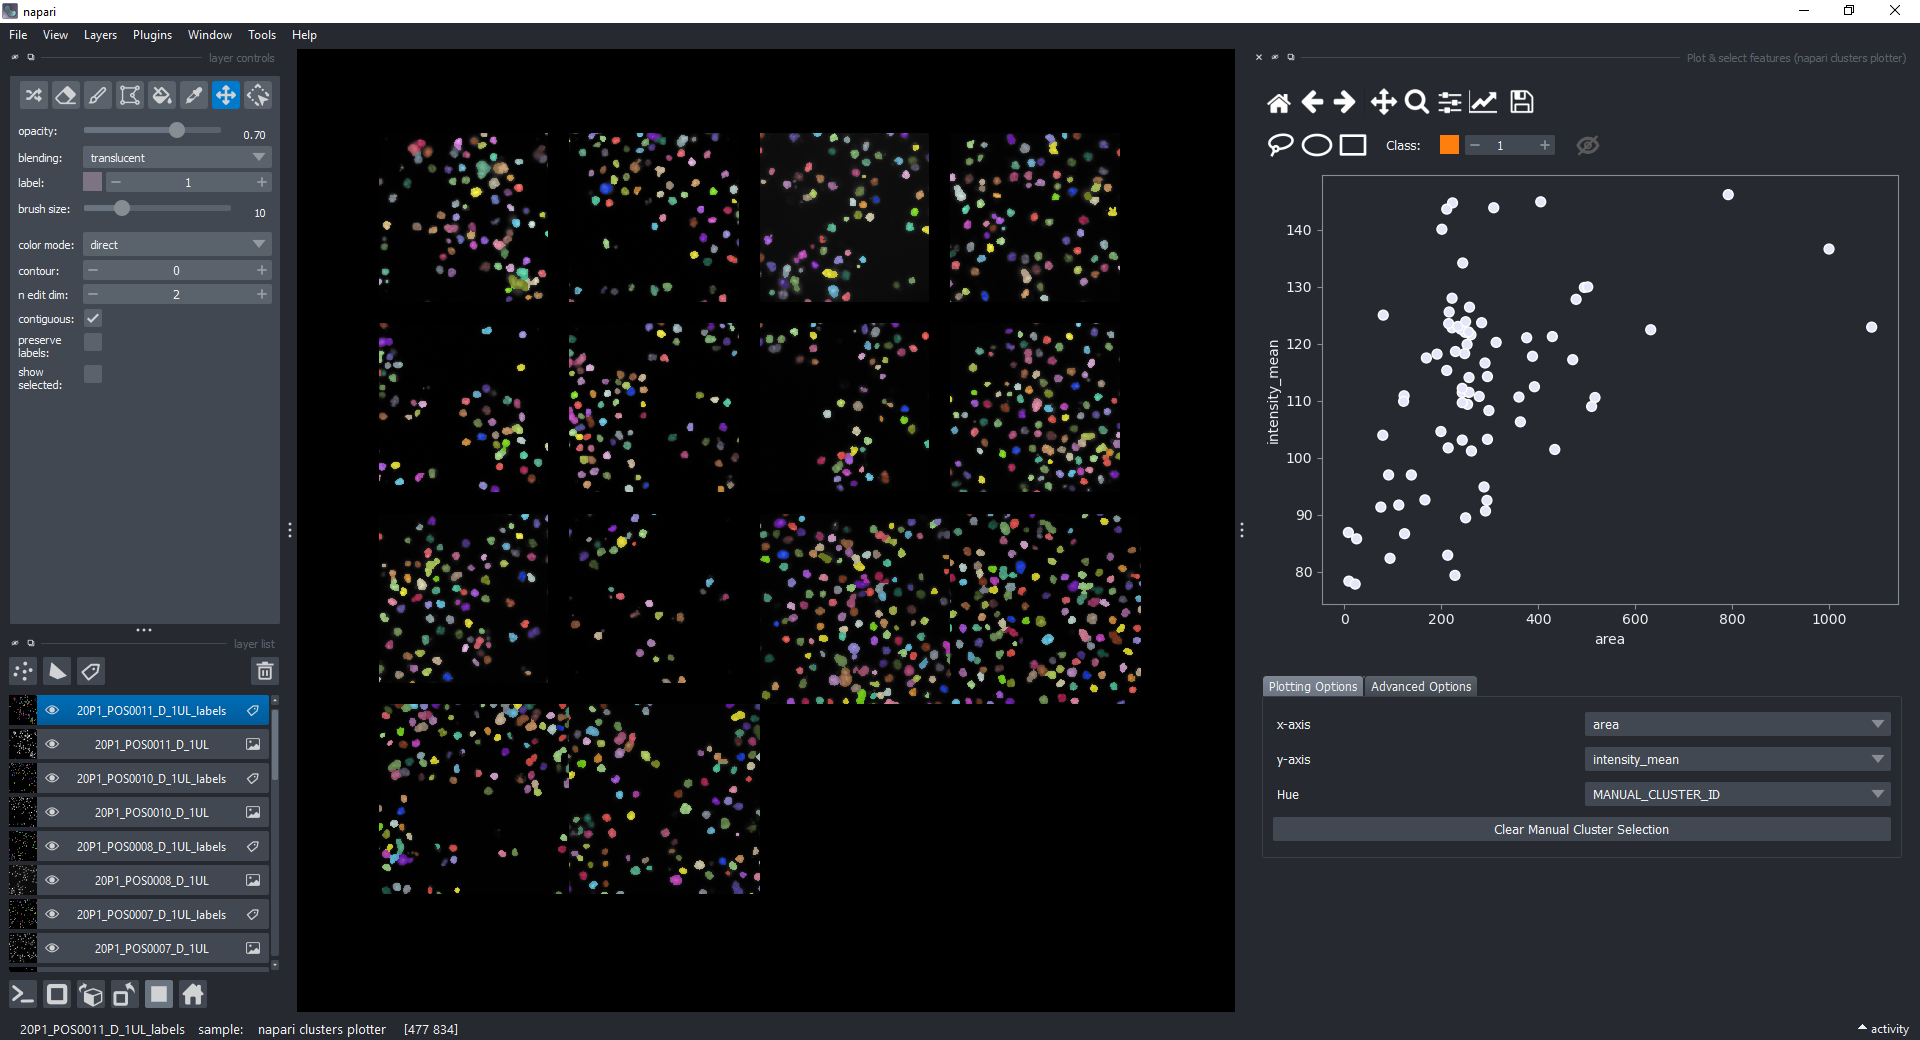 napari
File View Layers Plugins Window Tools Help
layer controls
opacity: 0.70
blending: translucent
label: 1
brush size: 10
color mode: direct
contour: 0
n edit dim: 2
contiguous:
preserve
labels:
show
selected:
layer list
20P1_POS0011_D_1UL_labels
20P1_POS0011_D_1UL
20P1_POS0010_D_1UL_labels
20P1_POS0010_D_1UL
20P1_POS0008_D_1UL_labels
20P1_POS0008_D_1UL
20P1_POS0007_D_1UL_labels
20P1_POS0007_D_1UL
Plot & select features (napari clusters plotter)
Class: 1
140
130
120
110
100
90
80
intensity_mean
0 200 400 600 800 1000
area
Plotting Options Advanced Options
x-axis area
y-axis intensity_mean
Hue MANUAL_CLUSTER_ID
Clear Manual Cluster Selection
20P1_POS0011_D_1UL_labels sample: napari clusters plotter [477 834]
activity